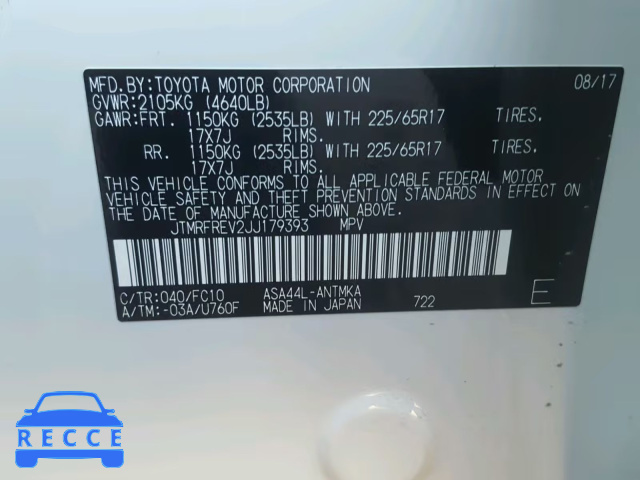 MFD.BY:TOYOTA MOTOR CORPORATION 08/17
GVWR:2105KG (4640LB)
GAWR:FRT. 1150KG (2535LB) WITH 225/65R17 TIRES.
17X7J RIMS.
RR. 1150KG (2535LB) WITH 225/65R17 TIRES.
17X7J RIMS.
THIS VEHICLE CONFORMS TO ALL APPLICABLE FEDERAL MOTOR
VEHICLE SAFETY AND THEFT PREVENTION STANDARDS IN EFFECT ON
THE DATE OF MANUFACTURE SHOWN ABOVE.
JTMRFREV2JJ179393 MPV
C/TR:040/FC10 ASA44L-ANTMKA
A/TM:-03A/U760F MADE IN JAPAN 722 E
RECCE